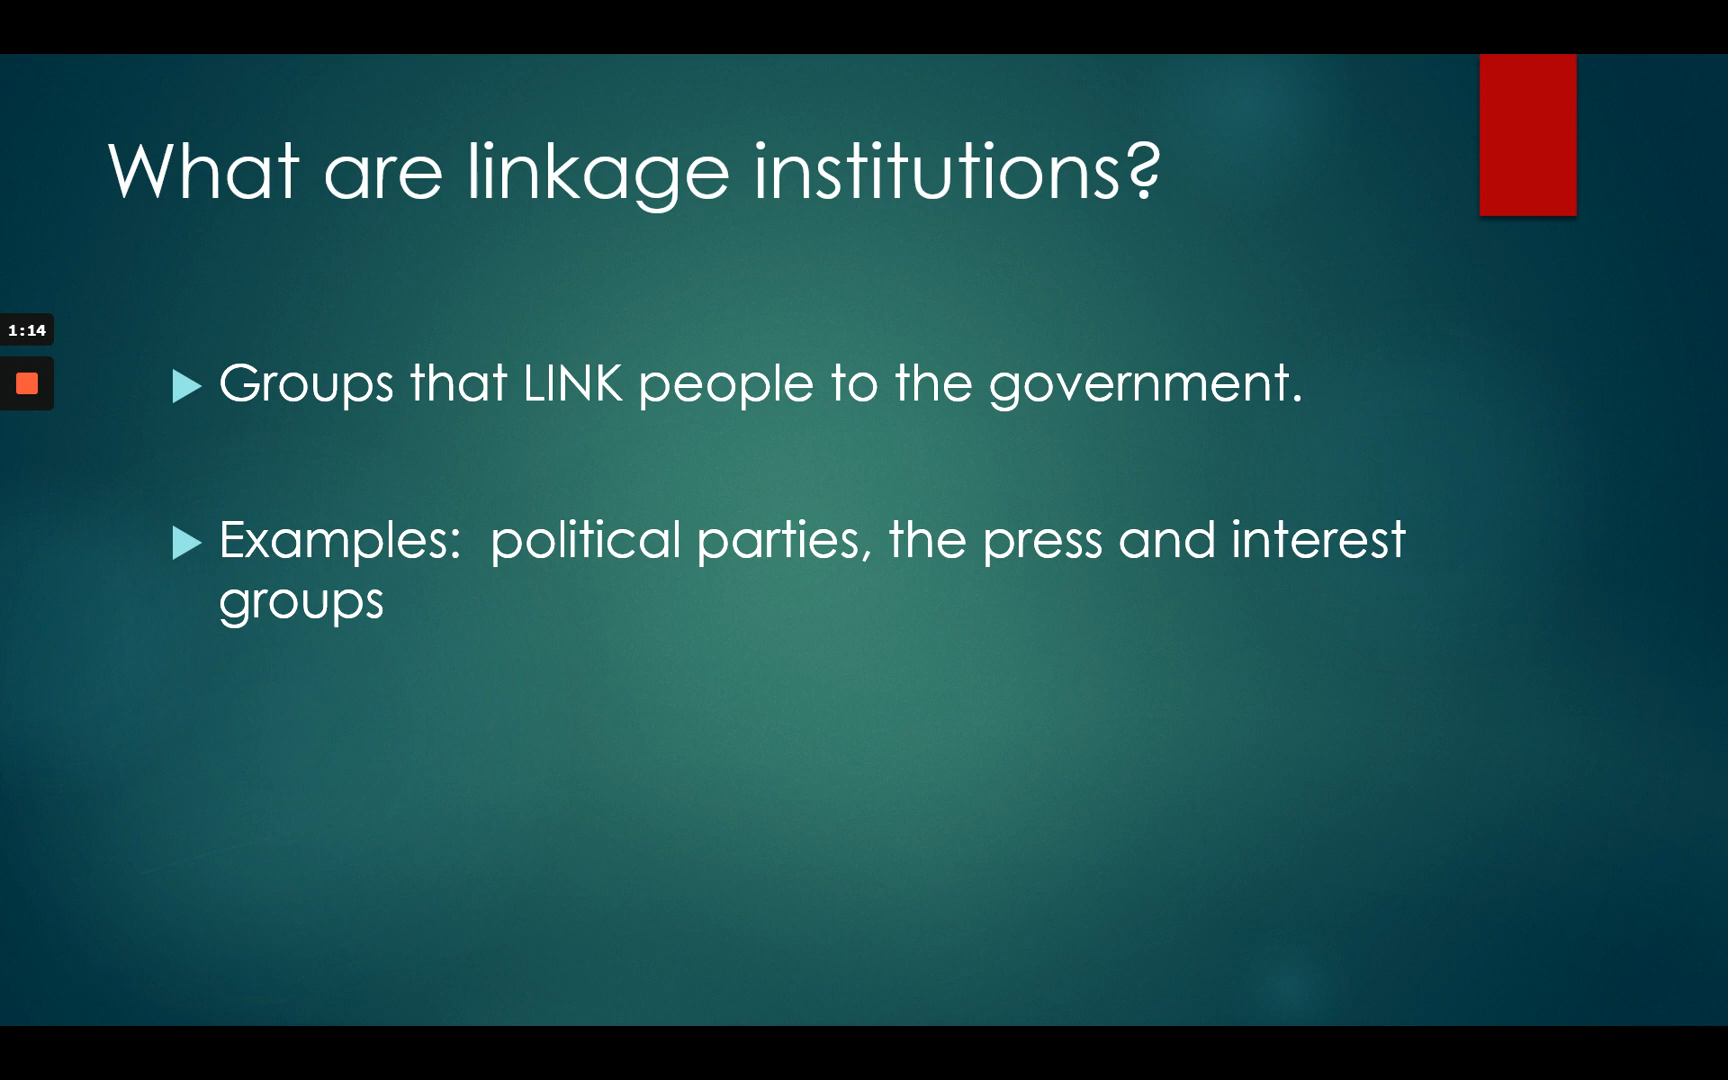 What are linkage institutions?
1:14
Groups that LINK people to the government.
Examples:  political parties, the press and interest
groups